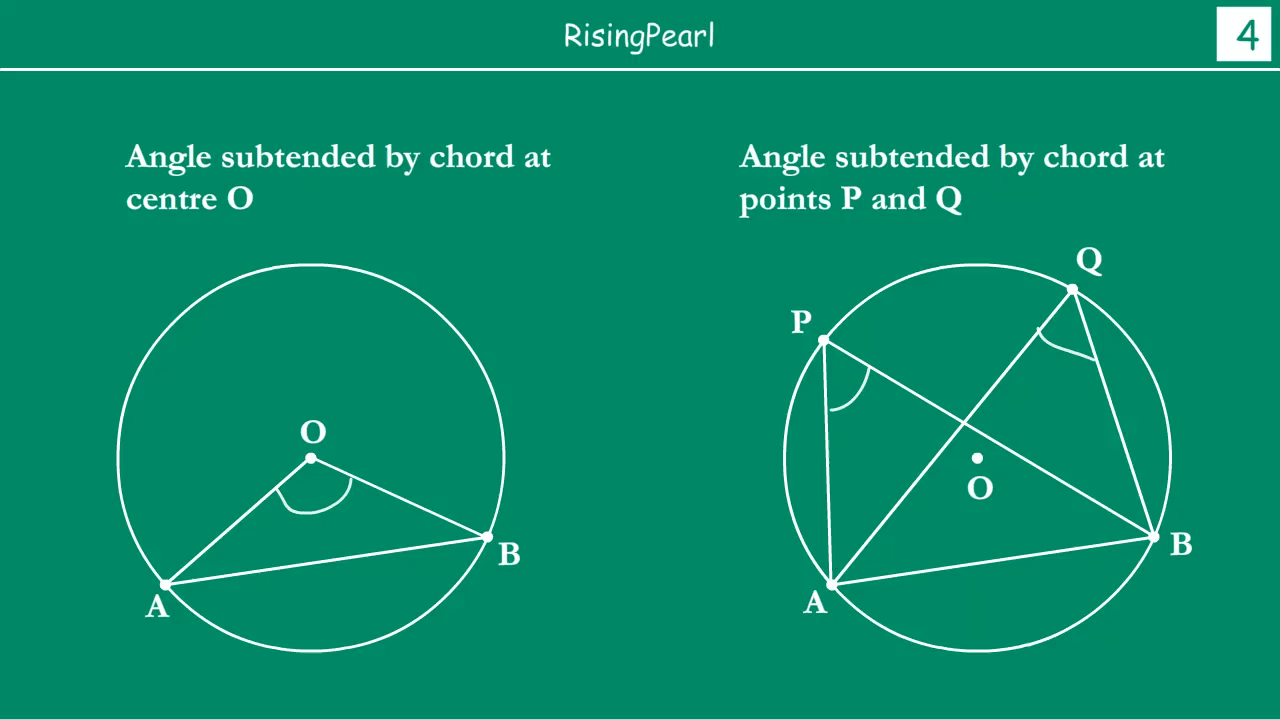 RisingPearl
4
Angle subtended by chord at
centre O
Angle subtended by chord at
points P and Q
O
A
B
Q
P
O
A
B